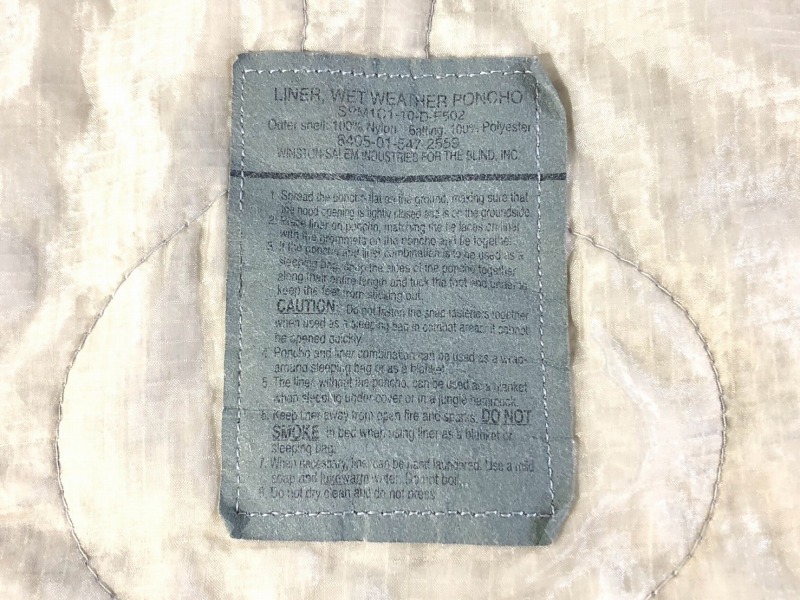 LINER, WET WEATHER PONCHO
SPM1C1-10-D-F502
Outer shell: 100% Nylon Batting: 100% Polyester
8405-01-547-2559
WINSTON-SALEM INDUSTRIES FOR THE BLIND, INC.
1. Spread the poncho flat on the ground, making sure that
the hood opening is tightly closed and is on the groundside.
2. Place liner on poncho, matching the tie laces on liner
with the grommets on the poncho and tie together.
3. If the poncho and liner combination is to be used as a
sleeping bag, snap the sides of the poncho together
along their entire length and tuck the foot end under to
keep the feet from sticking out.
CAUTION: Do not fasten the snap fasteners together
when used as a sleeping bag in combat areas. It cannot
be opened quickly.
4. Poncho and liner combination can be used as a wrap-
around sleeping bag or as a blanket.
5. The liner, without the poncho, can be used as a blanket
when sleeping under cover or in a jungle hammock.
6. Keep liner away from open fire and sparks. DO NOT
SMOKE in bed when using liner as a blanket or
sleeping bag.
7. When necessary, liner can be hand laundered. Use a mild
soap and lukewarm water. Do not boil.
8. Do not dry clean and do not press.